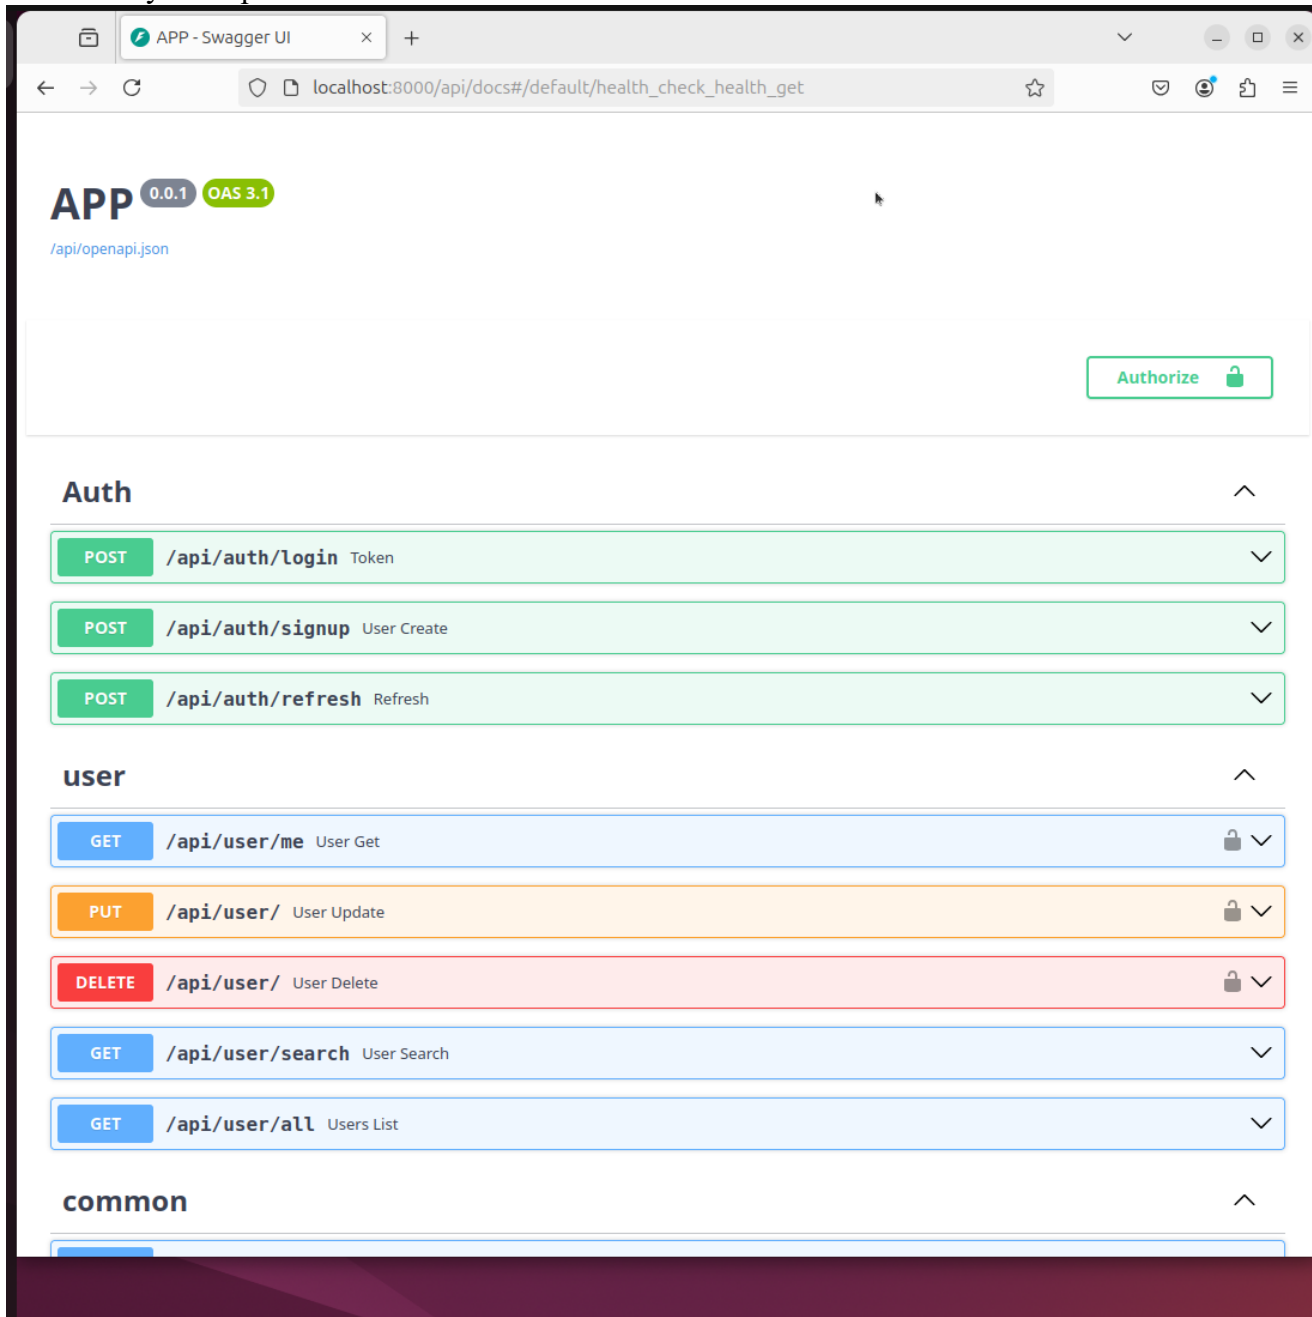 APP - Swagger UI
localhost:8000/api/docs#/default/health_check_health_get
APP 0.0.1 OAS 3.1
/api/openapi.json
Authorize
Auth
POST /api/auth/login Token
POST /api/auth/signup User Create
POST /api/auth/refresh Refresh
user
GET /api/user/me User Get
PUT /api/user/ User Update
DELETE /api/user/ User Delete
GET /api/user/search User Search
GET /api/user/all Users List
common